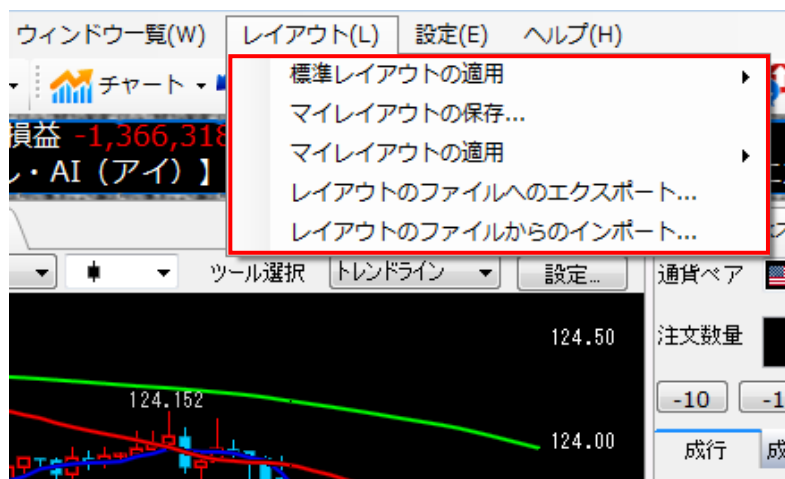 ウィンドウ一覧(W) レイアウト(L) 設定(E) ヘルプ(H)
チャート
標準レイアウトの適用
マイレイアウトの保存...
マイレイアウトの適用
レイアウトのファイルへのエクスポート...
レイアウトのファイルからのインポート...
損益 -1,366,318
ル・AI（アイ）】
ツール選択 トレンドライン 設定...
通貨ペア
124.50
注文数量
124.152
-10 -1
124.00
成行 成